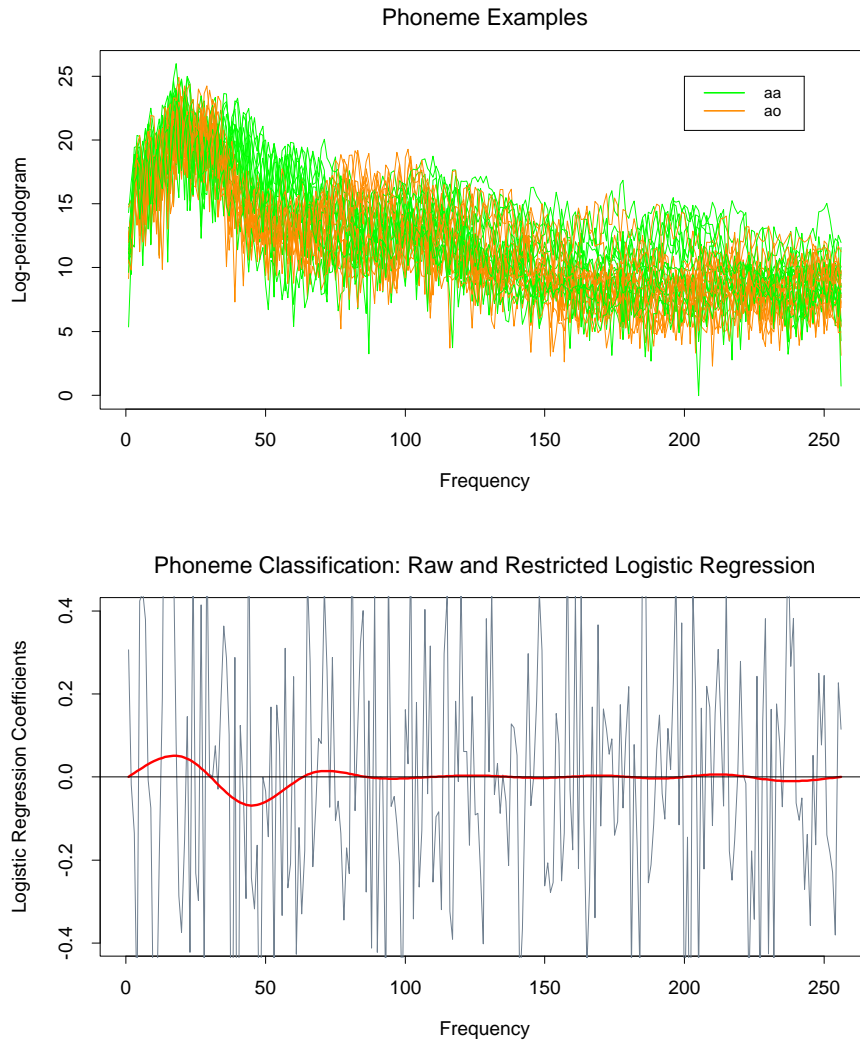 Phoneme Examples
25
20
15
10
5
0
Log-periodogram
aa
ao
0 50 100 150 200 250
Frequency
Phoneme Classification: Raw and Restricted Logistic Regression
0.4
0.2
0.0
-0.2
-0.4
Logistic Regression Coefficients
0 50 100 150 200 250
Frequency